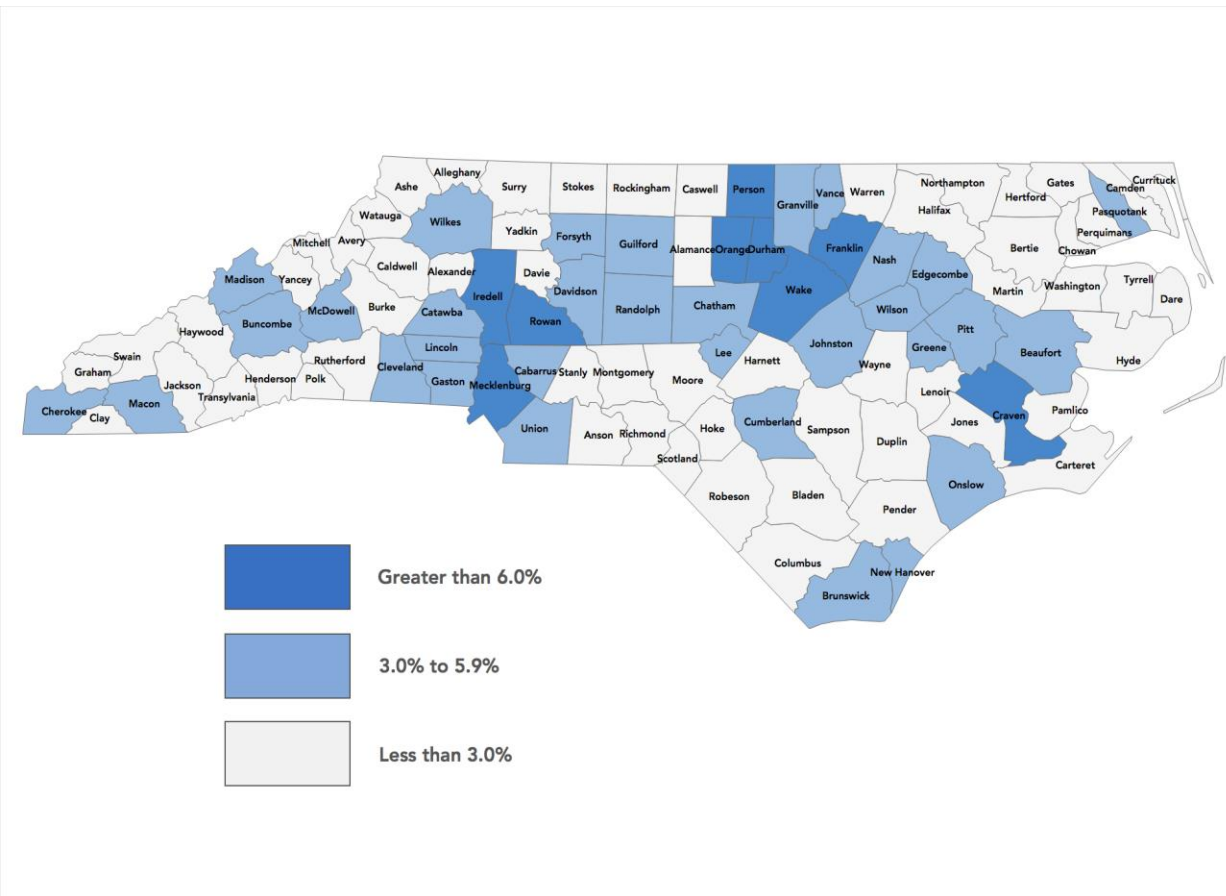 Alleghany
Ashe
Surry
Stokes
Rockingham
Caswell
Person
Granville
Vance
Warren
Northampton
Halifax
Hertford
Gates
Camden
Currituck
Pasquotank
Perquimans
Chowan
Bertie
Watauga
Wilkes
Yadkin
Forsyth
Guilford
Alamance
Orange
Durham
Franklin
Nash
Edgecombe
Martin
Washington
Tyrrell
Dare
Mitchell
Avery
Caldwell
Alexander
Davie
Iredell
Madison
Yancey
McDowell
Burke
Catawba
Rowan
Davidson
Randolph
Chatham
Wake
Wilson
Pitt
Beaufort
Hyde
Haywood
Buncombe
Lincoln
Lee
Johnston
Greene
Swain
Graham
Jackson
Rutherford
Henderson
Polk
Transylvania
Cleveland
Gaston
Mecklenburg
Cabarrus
Stanly
Montgomery
Moore
Harnett
Wayne
Lenoir
Craven
Pamlico
Cherokee
Clay
Macon
Union
Anson
Richmond
Scotland
Hoke
Cumberland
Sampson
Duplin
Jones
Carteret
Onslow
Robeson
Bladen
Pender
Columbus
Brunswick
New Hanover
Greater than 6.0%
3.0% to 5.9%
Less than 3.0%